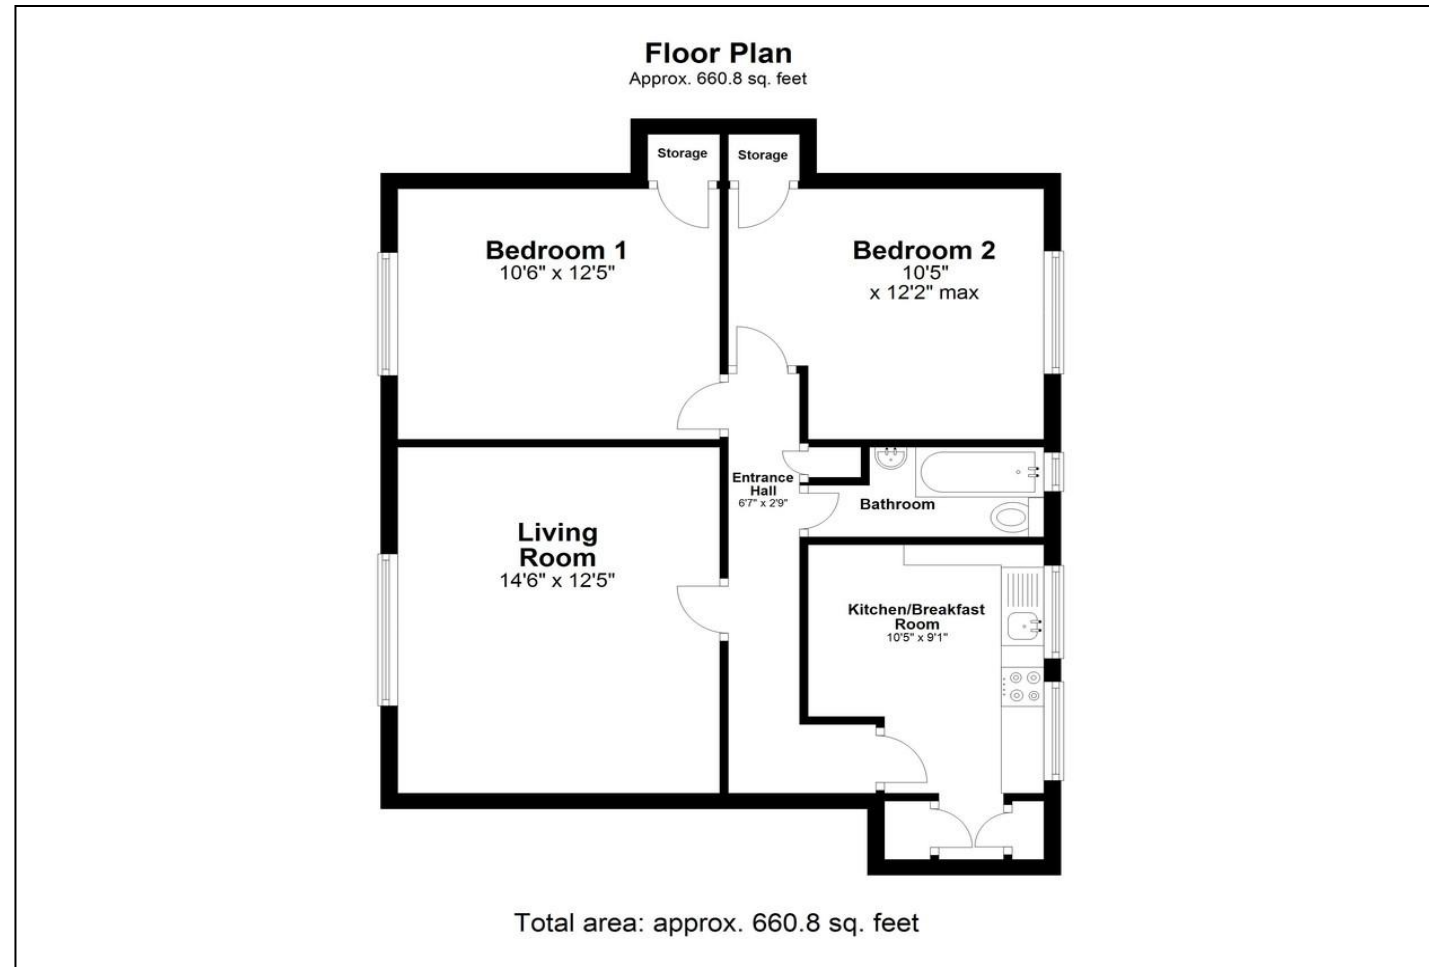 Floor Plan
Approx. 660.8 sq. feet
Storage
Storage
Bedroom 1
10'6" x 12'5"
Bedroom 2
10'5"
x 12'2" max
Entrance
Hall
6'7" x 2'9"
Bathroom
Living
Room
14'6" x 12'5"
Kitchen/Breakfast
Room
10'5" x 9'1"
Total area: approx. 660.8 sq. feet